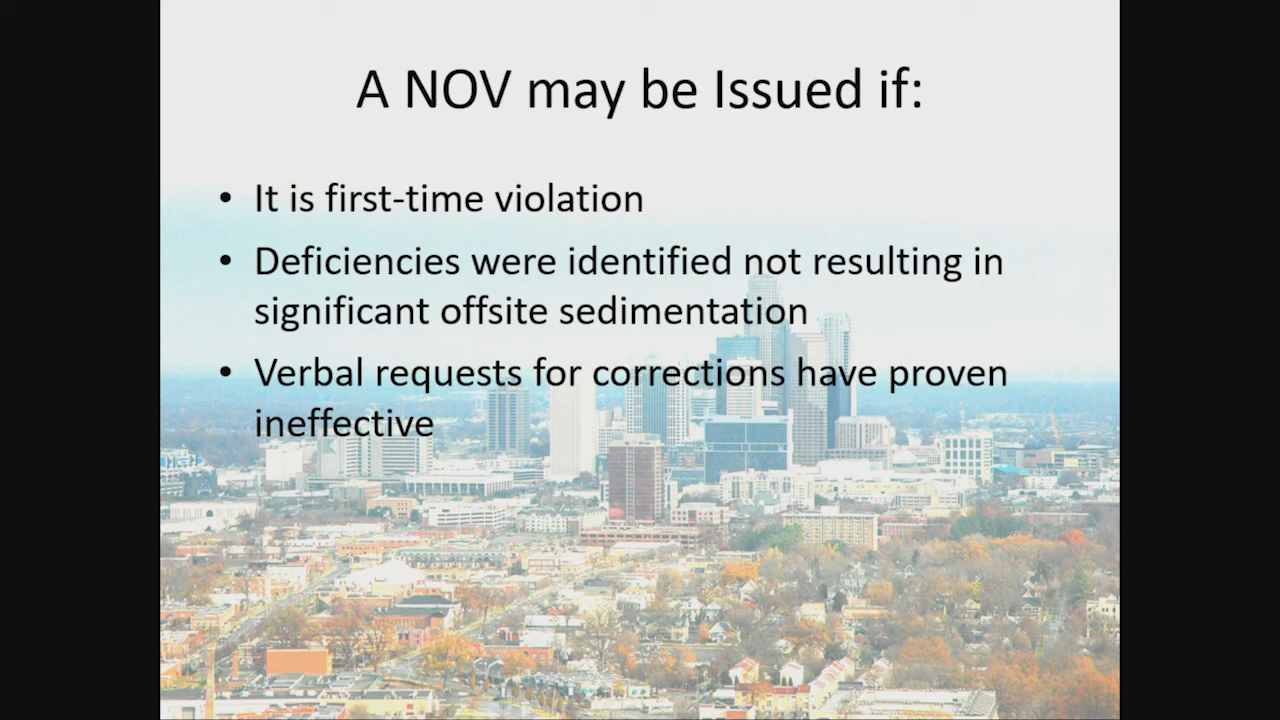 A NOV may be Issued if:
• It is first-time violation
• Deficiencies were identified not resulting in
significant offsite sedimentation
• Verbal requests for corrections have proven
ineffective